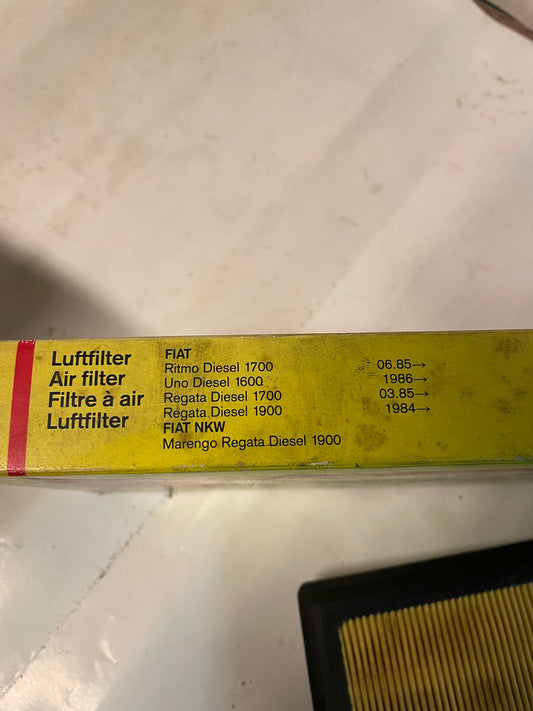 Luftfilter
Air filter
Filtre à air
Luftfilter
FIAT
Ritmo Diesel 1700 06.85→
Uno Diesel 1600 1986→
Regata Diesel 1700 03.85→
Regata Diesel 1900 1984→
FIAT NKW
Marengo Regata Diesel 1900